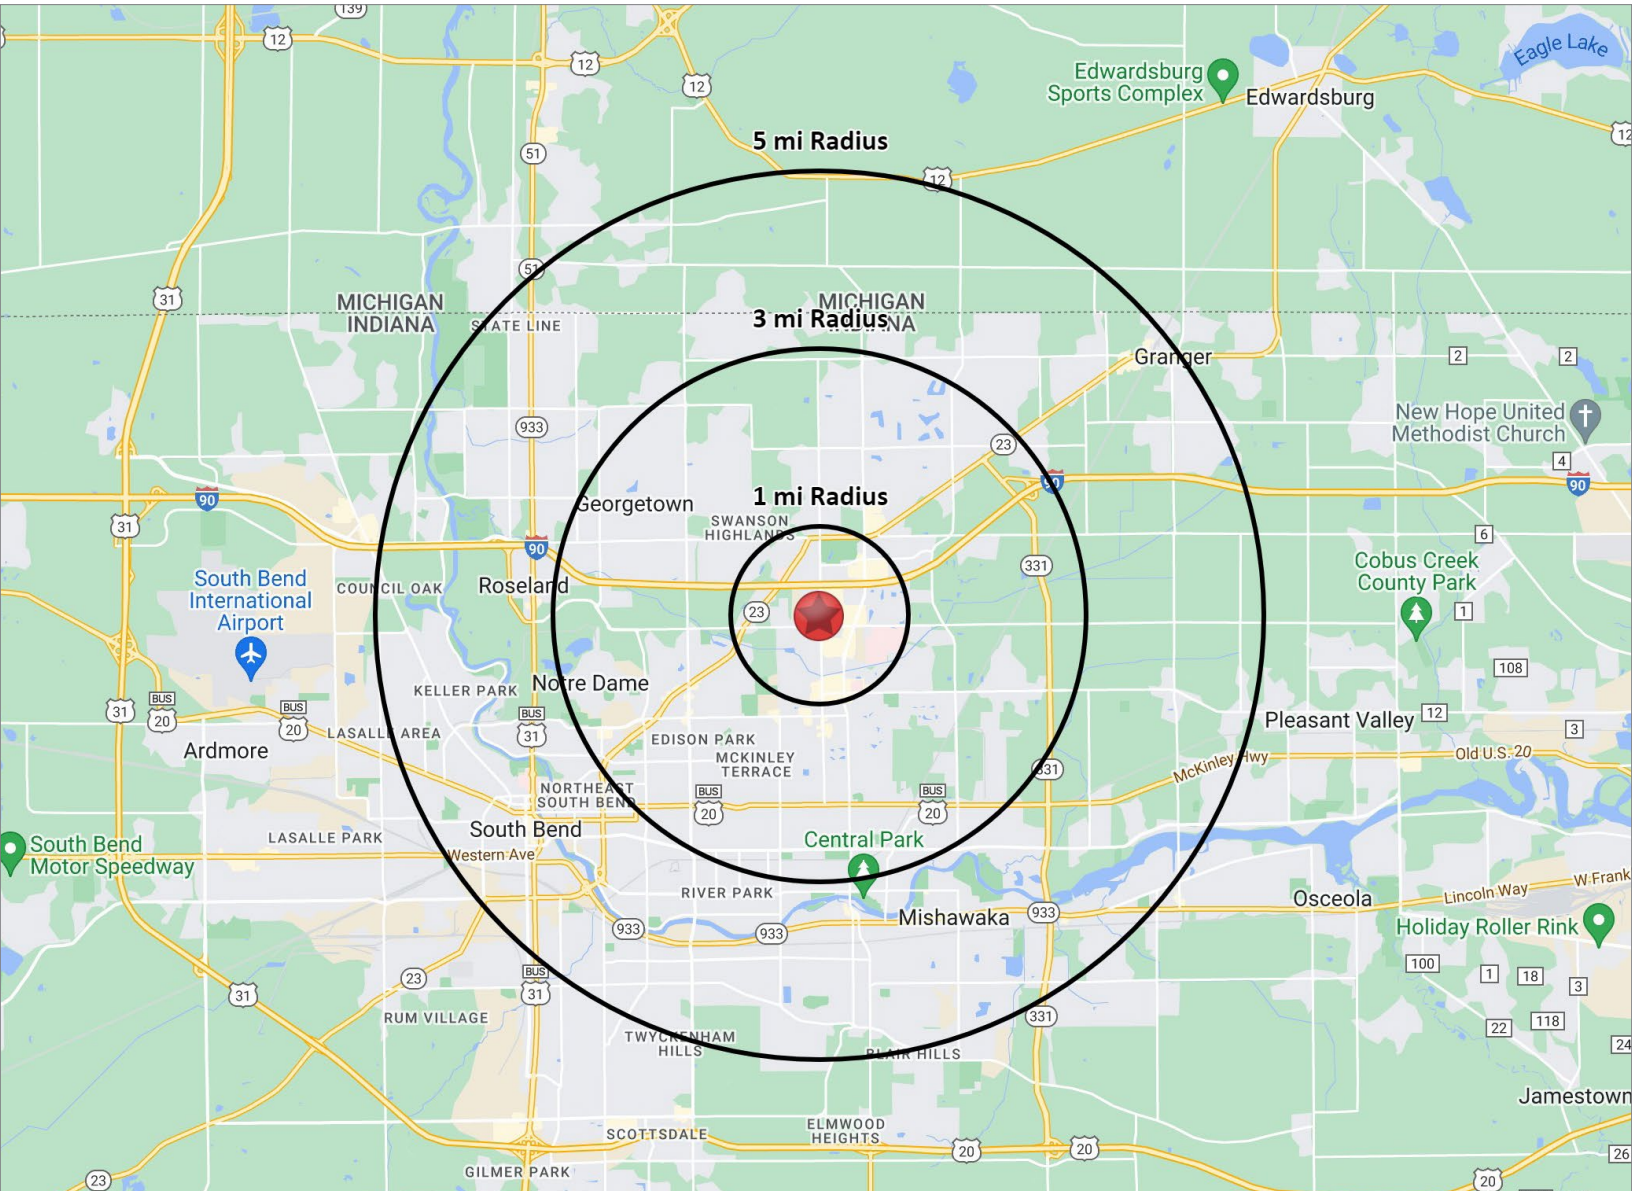 139
12
12
12
Eagle Lake
Edwardsburg
Sports Complex
Edwardsburg
12
5 mi Radius
51
12
51
31
MICHIGAN
INDIANA
STATE LINE
MICHIGAN
INDIANA
3 mi Radius
Granger
2
2
New Hope United
Methodist Church
933
23
4
90
90
90
1 mi Radius
Georgetown
SWANSON
HIGHLANDS
31
6
90
South Bend
International
Airport
COUNCIL OAK
Roseland
331
Cobus Creek
County Park
23
1
108
KELLER PARK
Notre Dame
31
BUS
20
BUS
20
BUS
31
LASALLE AREA
Ardmore
EDISON PARK
MCKINLEY
TERRACE
Pleasant Valley
12
3
Old U.S. 20
McKinley Hwy
331
NORTHEAST
SOUTH BEND
BUS
20
BUS
20
LASALLE PARK
South Bend
Central Park
South Bend
Motor Speedway
Western Ave
RIVER PARK
Mishawaka
933
933
933
Osceola
Lincoln Way
W Frank
Holiday Roller Rink
100
1
18
3
23
31
BUS
31
RUM VILLAGE
331
22
118
24
TWYCKENHAM
HILLS
BLAIR HILLS
Jamestown
SCOTTSDALE
ELMWOOD
HEIGHTS
20
20
26
GILMER PARK
23
20